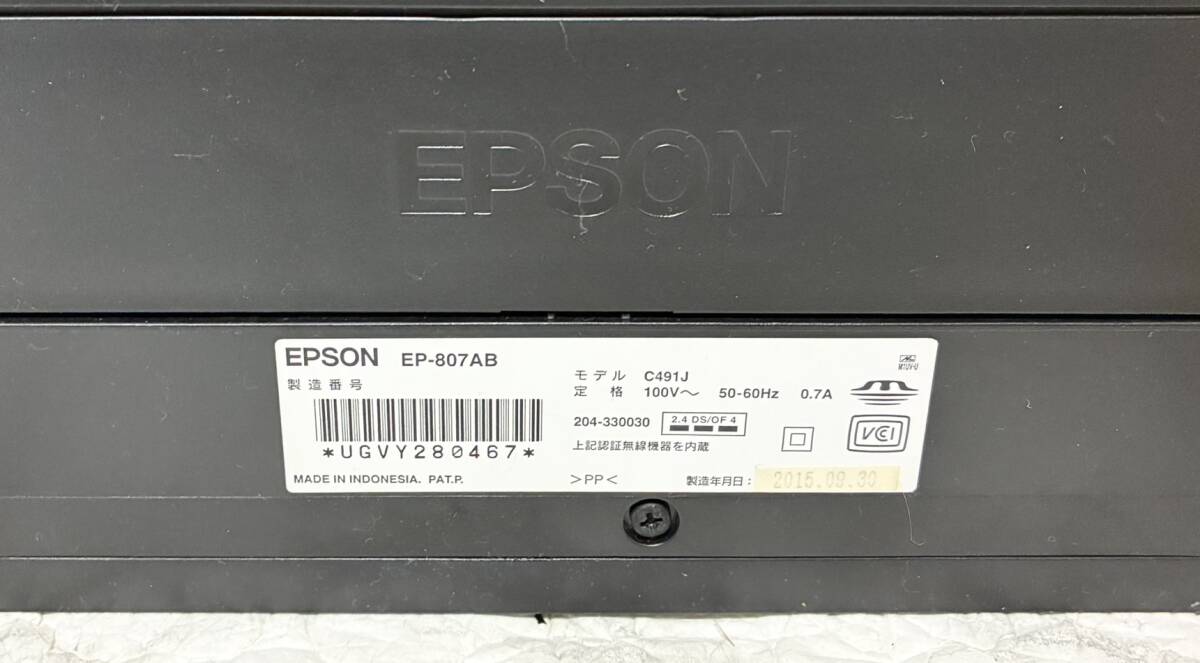 EPSON
EPSON EP-807AB
製造番号
*UGVY280467*
MADE IN INDONESIA. PAT.P.
モデル C491J
定格 100V〜 50-60Hz 0.7A
204-330030 2.4 DS/OF 4
上記認証無線機器を内蔵
>PP<
製造年月日: 2015.09.30
VCCI